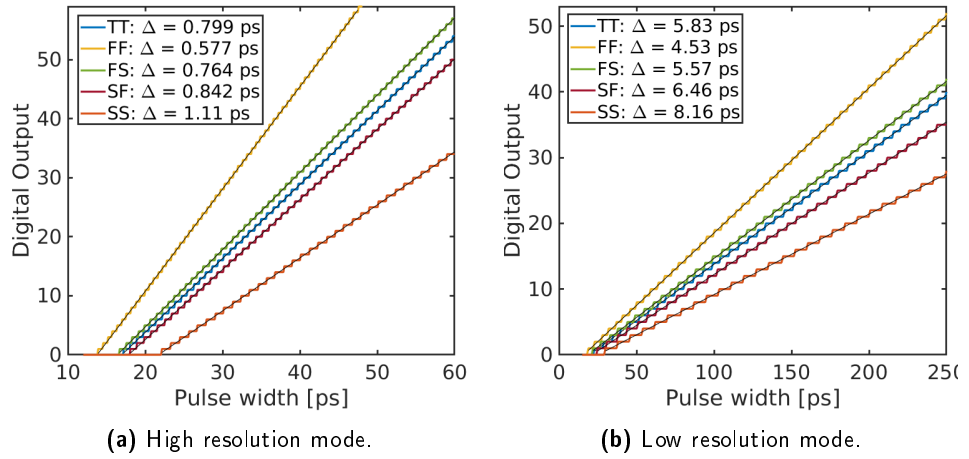 TT: Δ = 0.799 ps
FF: Δ = 0.577 ps
FS: Δ = 0.764 ps
SF: Δ = 0.842 ps
SS: Δ = 1.11 ps
Digital Output
50
40
30
20
10
0
10 20 30 40 50 60
Pulse width [ps]
(a) High resolution mode.
TT: Δ = 5.83 ps
FF: Δ = 4.53 ps
FS: Δ = 5.57 ps
SF: Δ = 6.46 ps
SS: Δ = 8.16 ps
Digital Output
50
40
30
20
10
0
0 50 100 150 200 250
Pulse width [ps]
(b) Low resolution mode.